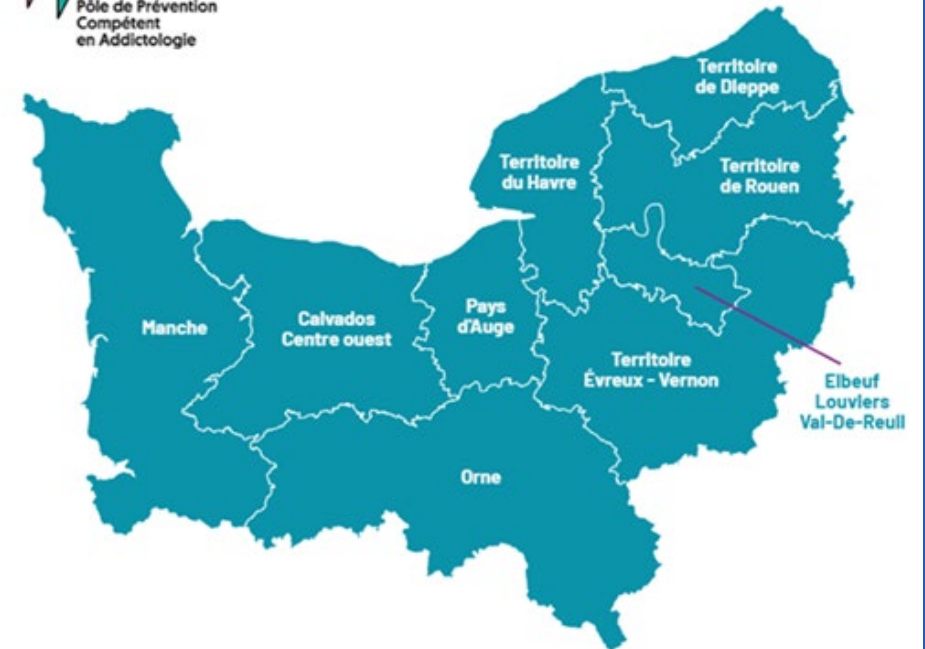 Pôle de Prévention
Compétent
en Addictologie
Territoire
de Dieppe
Territoire
du Havre
Territoire
de Rouen
Manche
Calvados
Centre ouest
Pays
d'Auge
Territoire
Évreux - Vernon
Elbeuf
Louviers
Val-De-Reuil
Orne